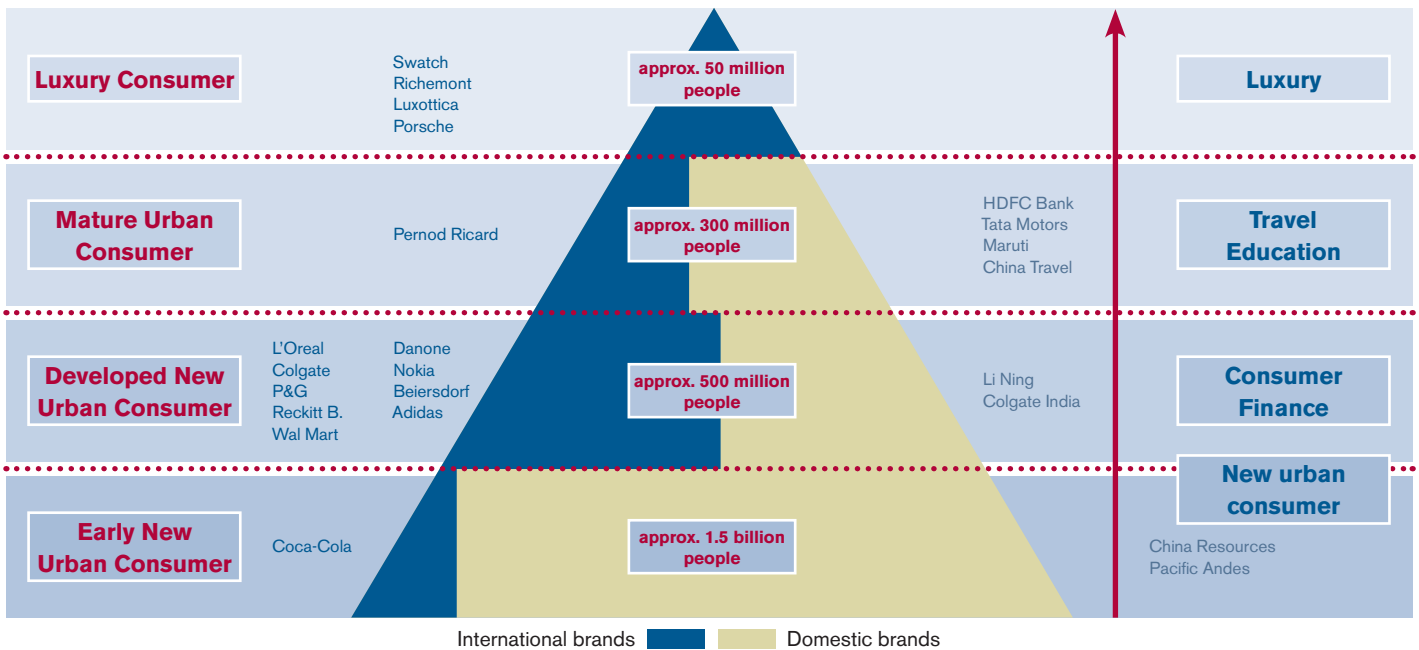 Luxury Consumer
Swatch
Richemont
Luxottica
Porsche
approx. 50 million
people
Luxury
Mature Urban
Consumer
Pernod Ricard
approx. 300 million
people
HDFC Bank
Tata Motors
Maruti
China Travel
Travel
Education
Developed New
Urban Consumer
L'Oreal
Colgate
P&G
Reckitt B.
Wal Mart
Danone
Nokia
Beiersdorf
Adidas
approx. 500 million
people
Li Ning
Colgate India
Consumer
Finance
New urban
consumer
Early New
Urban Consumer
Coca-Cola
approx. 1.5 billion
people
China Resources
Pacific Andes
International brands
Domestic brands